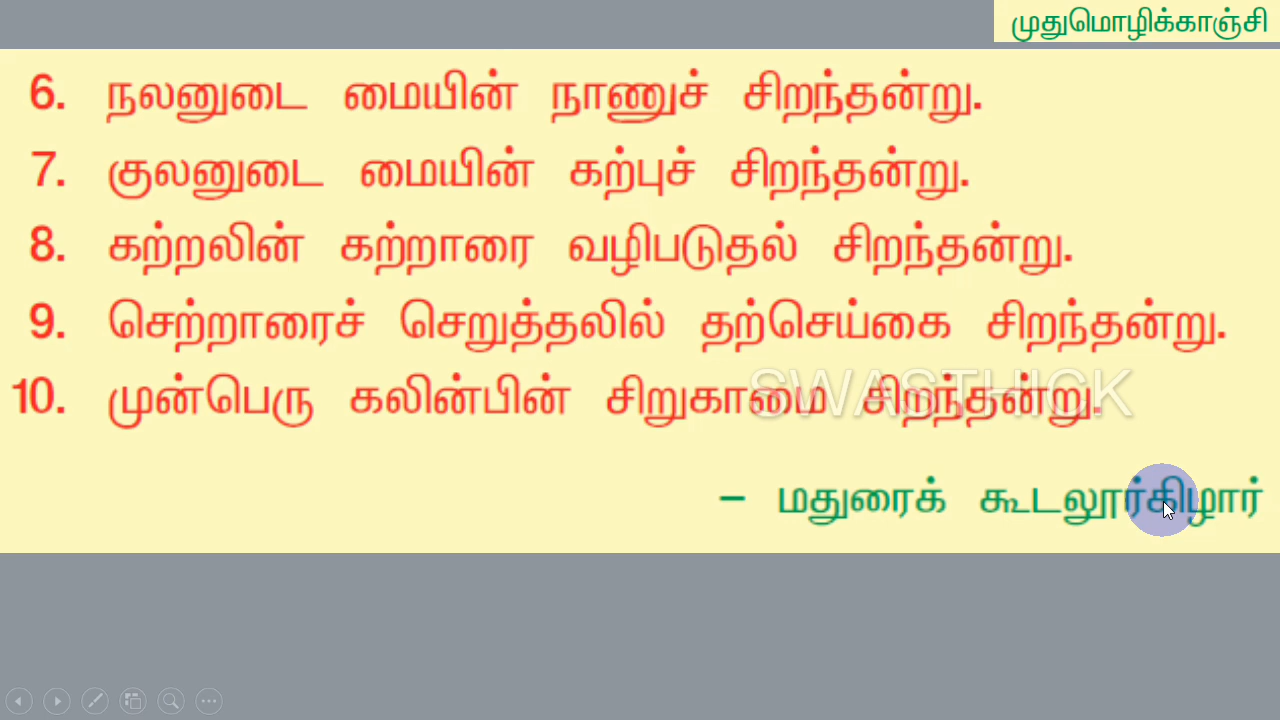 முதுமொழிக்காஞ்சி
6. நலனுடை மையின் நாணுச் சிறந்தன்று.
7. குலனுடை மையின் கற்புச் சிறந்தன்று.
8. கற்றலின் கற்றாரை வழிபடுதல் சிறந்தன்று.
9. செற்றாரைச் செறுத்தலில் தற்செய்கை சிறந்தன்று.
10. முன்பெரு கலின்பின் சிறுகாமை சிறந்தன்று.
SWASTHICK
– மதுரைக் கூடலூர்கிழார்